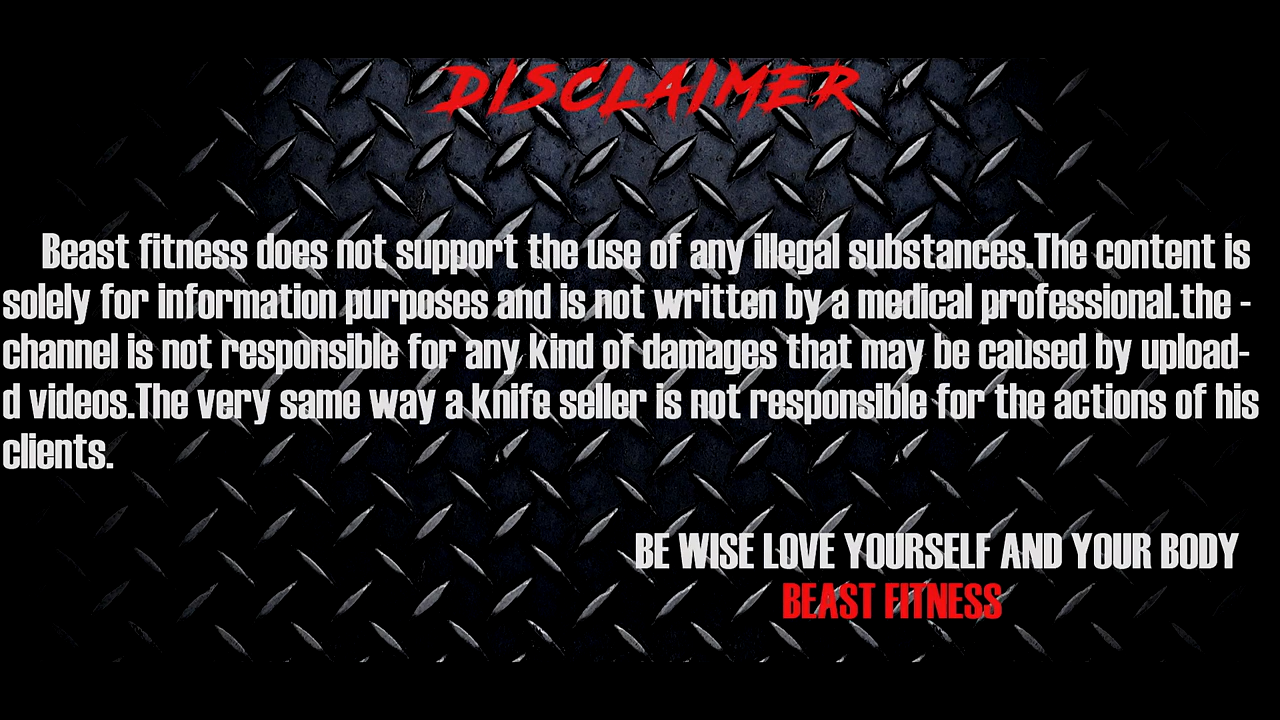 DISCLAIMER
Beast fitness does not support the use of any illegal substances.The content is
solely for information purposes and is not written by a medical professional.the -
channel is not responsible for any kind of damages that may be caused by upload-
d videos.The very same way a knife seller is not responsible for the actions of his
clients.
BE WISE LOVE YOURSELF AND YOUR BODY
BEAST FITNESS